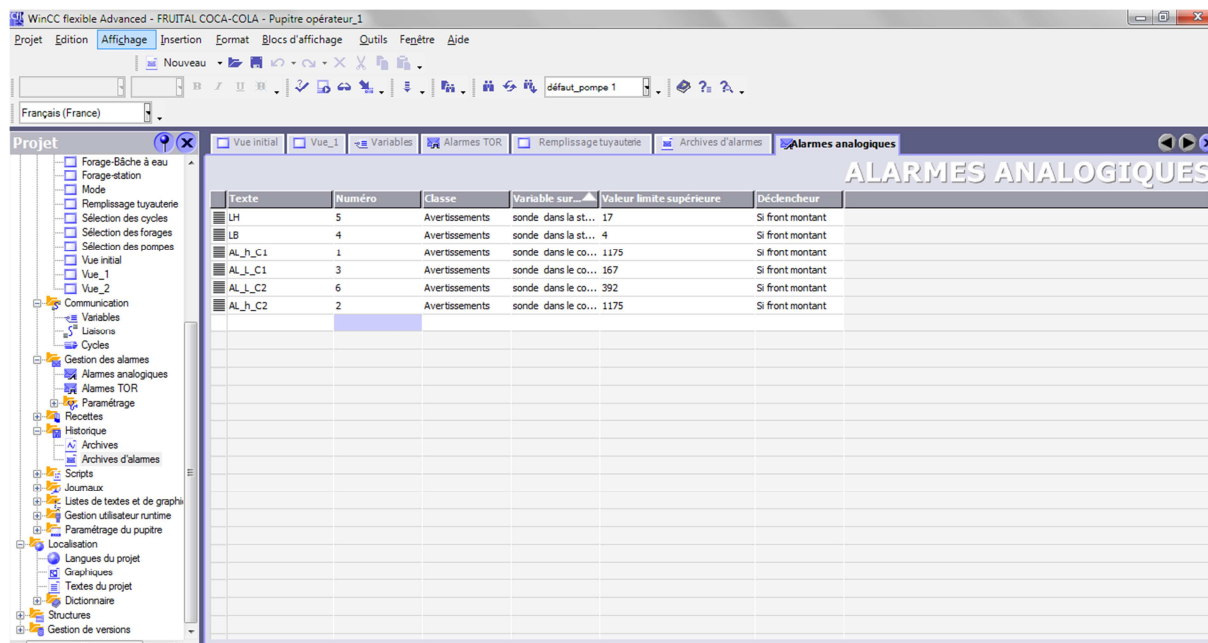 WinCC flexible Advanced - FRUITAL COCA-COLA - Pupitre opérateur_1
Projet Edition Affichage Insertion Format Blocs d'affichage Outils Fenêtre Aide
Nouveau
défaut_pompe 1
Français (France)
Projet
Vue initial Vue_1 Variables Alarmes TOR Remplissage tuyauterie Archives d'alarmes Alarmes analogiques
ALARMES ANALOGIQUES
Forage-Bâche à eau
Forage-station
Mode
Remplissage tuyauterie
Sélection des cycles
Sélection des forages
Sélection des pompes
Vue initial
Vue_1
Vue_2
Communication
Variables
Liaisons
Cycles
Gestion des alarmes
Alarmes analogiques
Alarmes TOR
Paramétrage
Recettes
Historique
Archives
Archives d'alarmes
Scripts
Journaux
Listes de textes et de graphi
Gestion utilisateur runtime
Paramétrage du pupitre
Localisation
Langues du projet
Graphiques
Textes du projet
Dictionnaire
Structures
Gestion de versions
Texte Numéro Classe Variable sur... Valeur limite supérieure Déclencheur
LH 5 Avertissements sonde dans la st... 17 Si front montant
LB 4 Avertissements sonde dans la st... 4 Si front montant
AL_h_C1 1 Avertissements sonde dans le co... 1175 Si front montant
AL_L_C1 3 Avertissements sonde dans le co... 167 Si front montant
AL_L_C2 6 Avertissements sonde dans le co... 392 Si front montant
AL_h_C2 2 Avertissements sonde dans le co... 1175 Si front montant